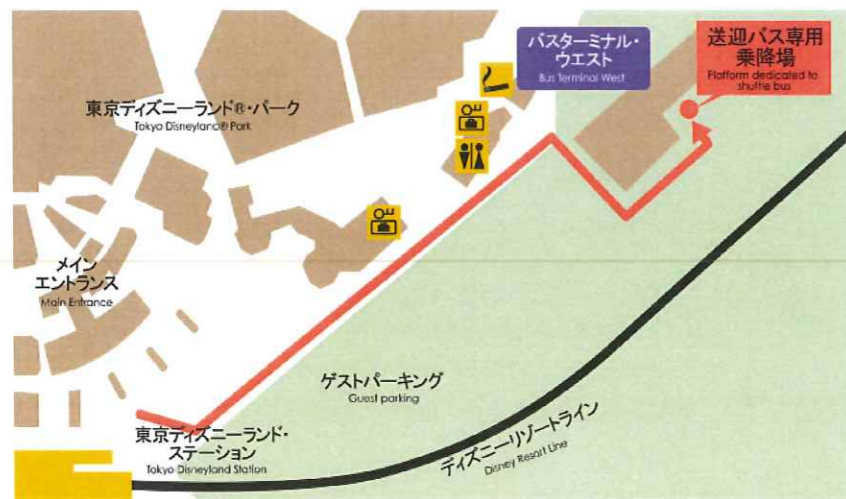 バスターミナル・
ウエスト
Bus Terminal West
送迎バス専用
乗降場
Platform dedicated to
shuttle bus
東京ディズニーランド®・パーク
Tokyo Disneyland® Park
メイン
エントランス
Main Entrance
ゲストパーキング
Guest parking
東京ディズニーランド・
ステーション
Tokyo Disneyland Station
ディズニーリゾートライン
Disney Resort Line